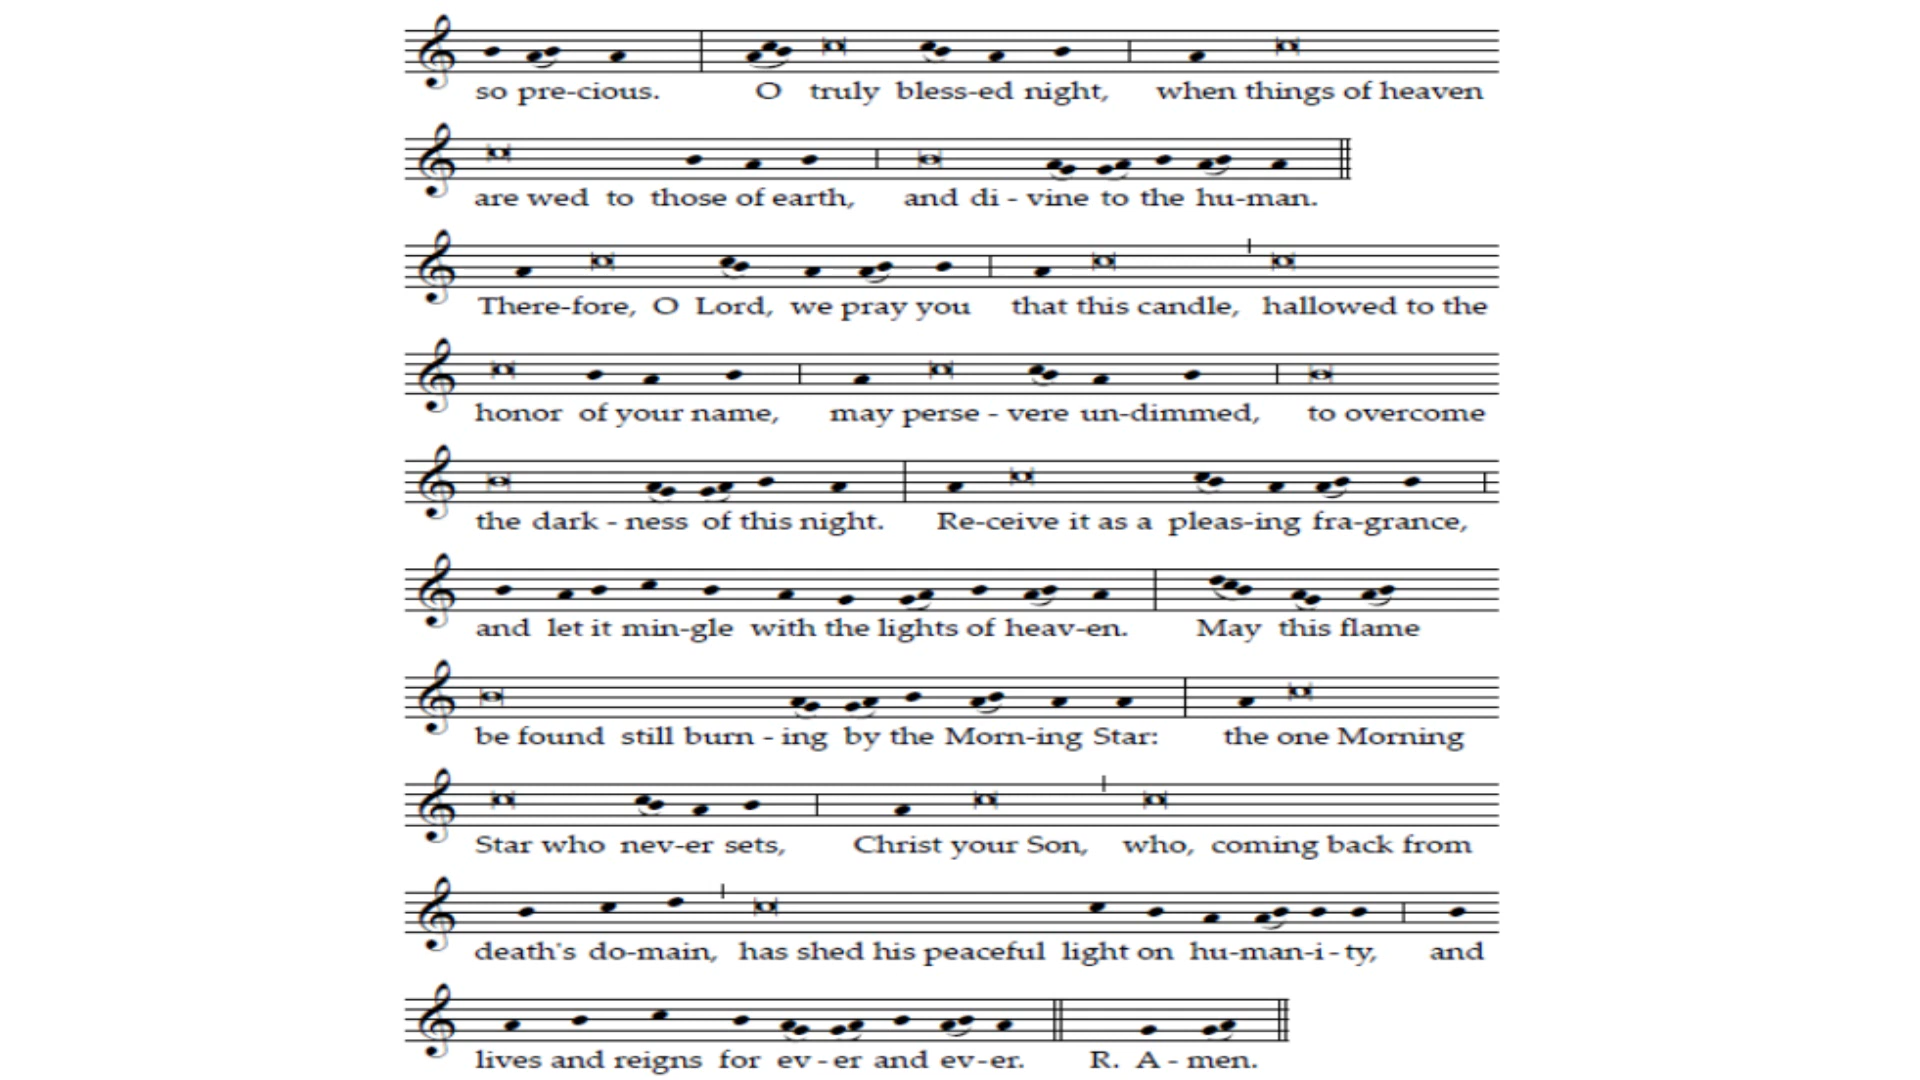 so pre-cious. O truly bless-ed night, when things of heaven
are wed to those of earth, and di - vine to the hu-man.
There-fore, O Lord, we pray you that this candle, hallowed to the
honor of your name, may perse - vere un-dimmed, to overcome
the dark - ness of this night. Re-ceive it as a pleas-ing fra-grance,
and let it min-gle with the lights of heav-en. May this flame
be found still burn - ing by the Morn-ing Star: the one Morning
Star who nev-er sets, Christ your Son, who, coming back from
death's do-main, has shed his peaceful light on hu-man-i - ty, and
lives and reigns for ev - er and ev-er. R. A - men.